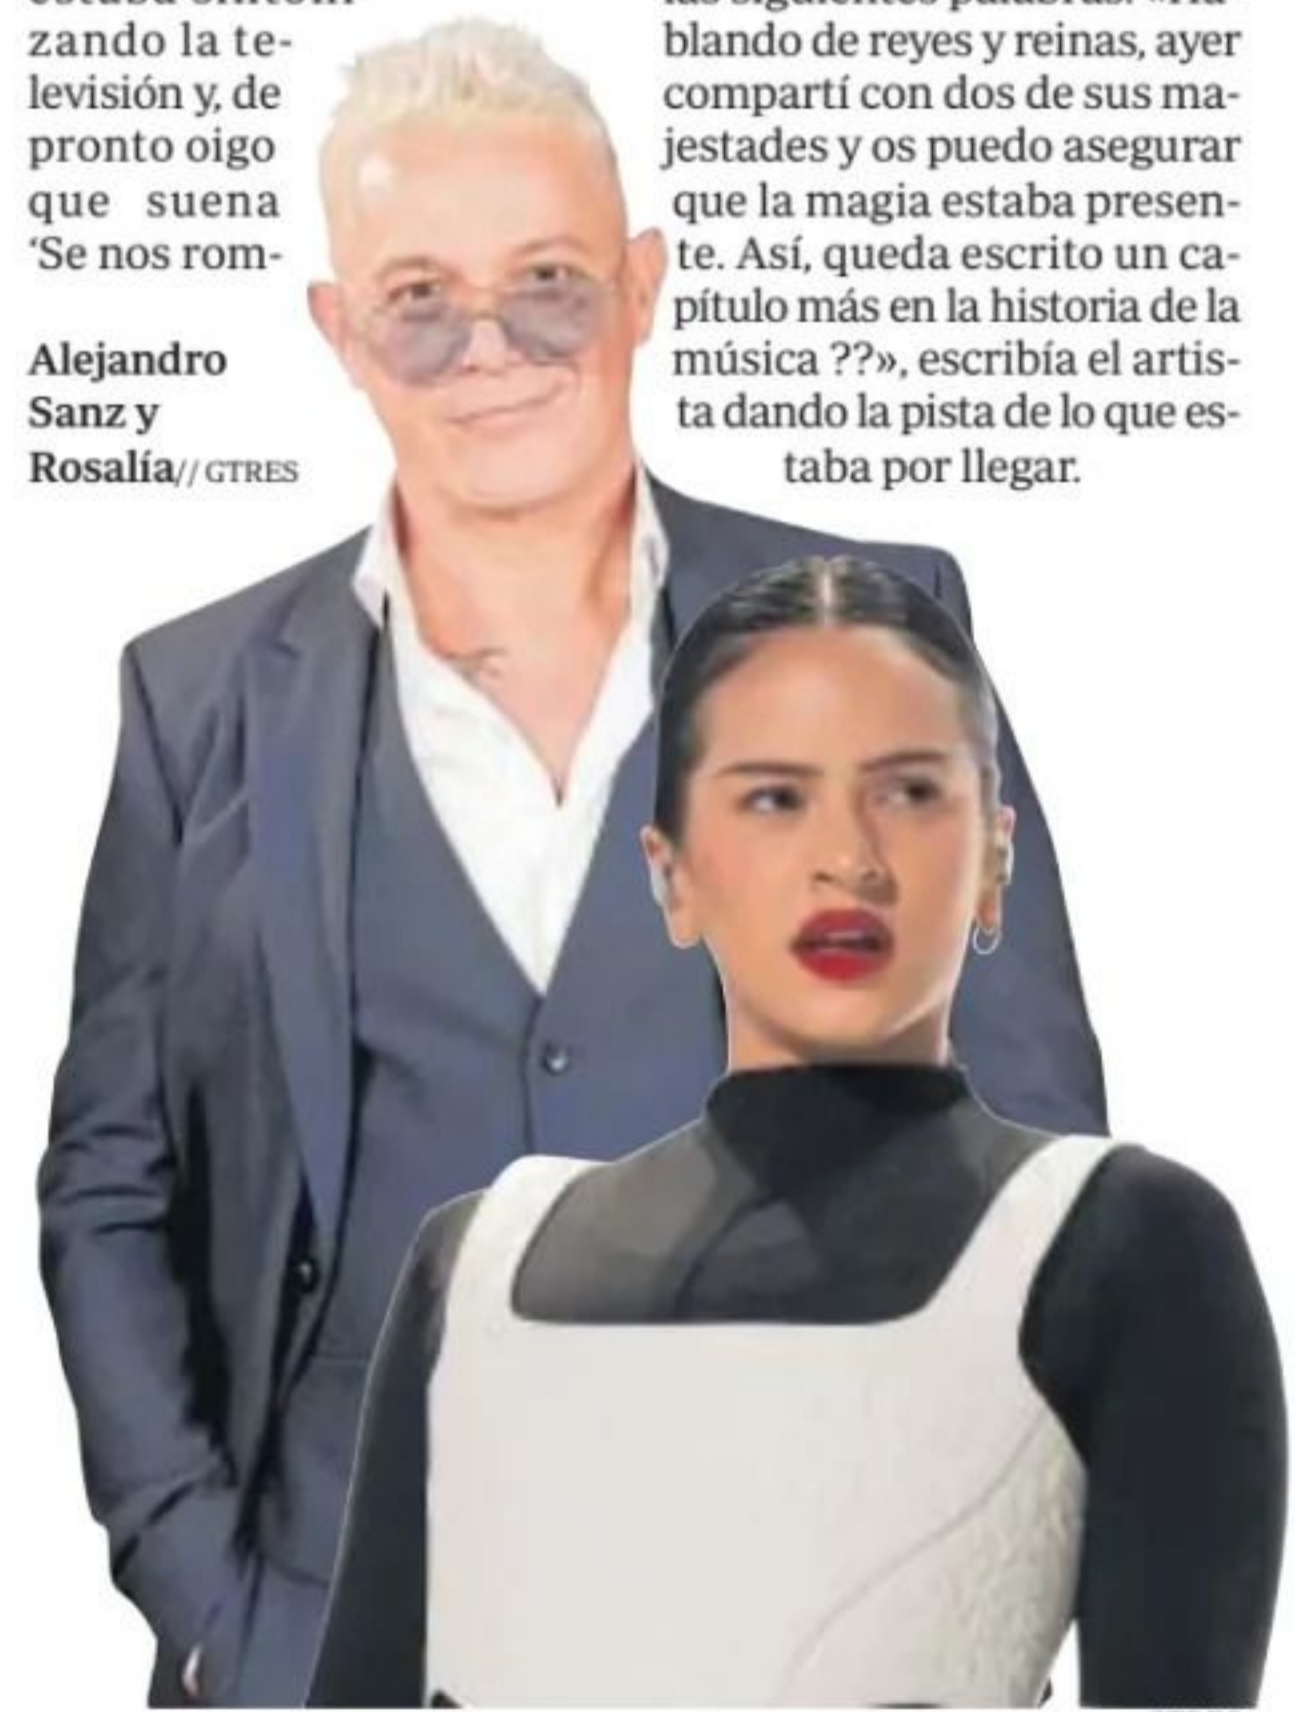 zando la te-
levisión y, de
pronto oigo
que suena
‘Se nos rom-
Alejandro
Sanz y
Rosalía// GTRES
blando de reyes y reinas, ayer
compartí con dos de sus ma-
jestades y os puedo asegurar
que la magia estaba presen-
te. Así, queda escrito un ca-
pítulo más en la historia de la
música ??», escribía el artis-
ta dando la pista de lo que es-
taba por llegar.